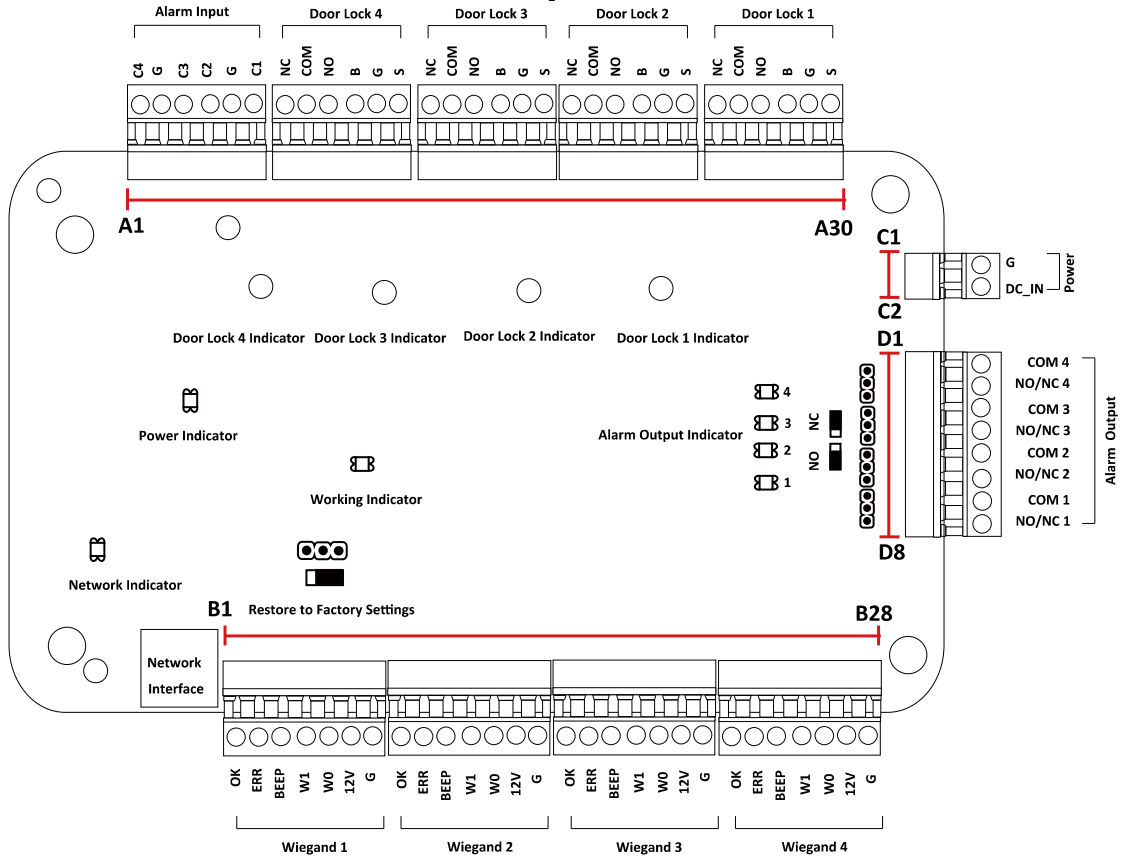 Alarm Input Door Lock 4 Door Lock 3 Door Lock 2 Door Lock 1
C4 G C3 C2 G C1 NC COM NO B G S NC COM NO B G S NC COM NO B G S NC COM NO B G S
A1 A30
C1
G
DC_IN
Power
C2
Door Lock 4 Indicator Door Lock 3 Indicator Door Lock 2 Indicator Door Lock 1 Indicator
D1
COM 4
NO/NC 4
COM 3
NO/NC 3
COM 2
NO/NC 2
COM 1
NO/NC 1
Alarm Output
4
3
2
1
NC
NO
Alarm Output Indicator
Power Indicator
Working Indicator
D8
Network Indicator
Restore to Factory Settings
B1 B28
Network
Interface
OK ERR BEEP W1 W0 12V G OK ERR BEEP W1 W0 12V G OK ERR BEEP W1 W0 12V G OK ERR BEEP W1 W0 12V G
Wiegand 1 Wiegand 2 Wiegand 3 Wiegand 4